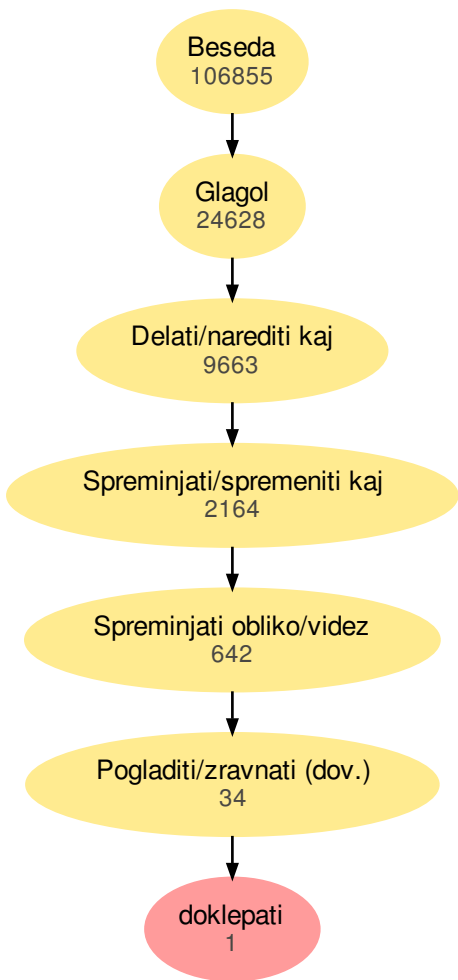 Beseda
106855
Glagol
24628
Delati/narediti kaj
9663
Spreminjati/spremeniti kaj
2164
Spreminjati obliko/videz
642
Pogladiti/zravnati (dov.)
34
doklepati
1